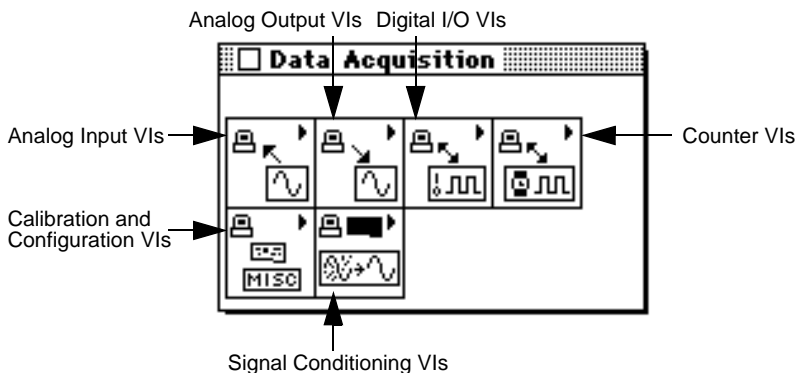 Analog Output VIs Digital I/O VIs
Data Acquisition
Analog Input VIs
Counter VIs
Calibration and
Configuration VIs
MISC
Signal Conditioning VIs